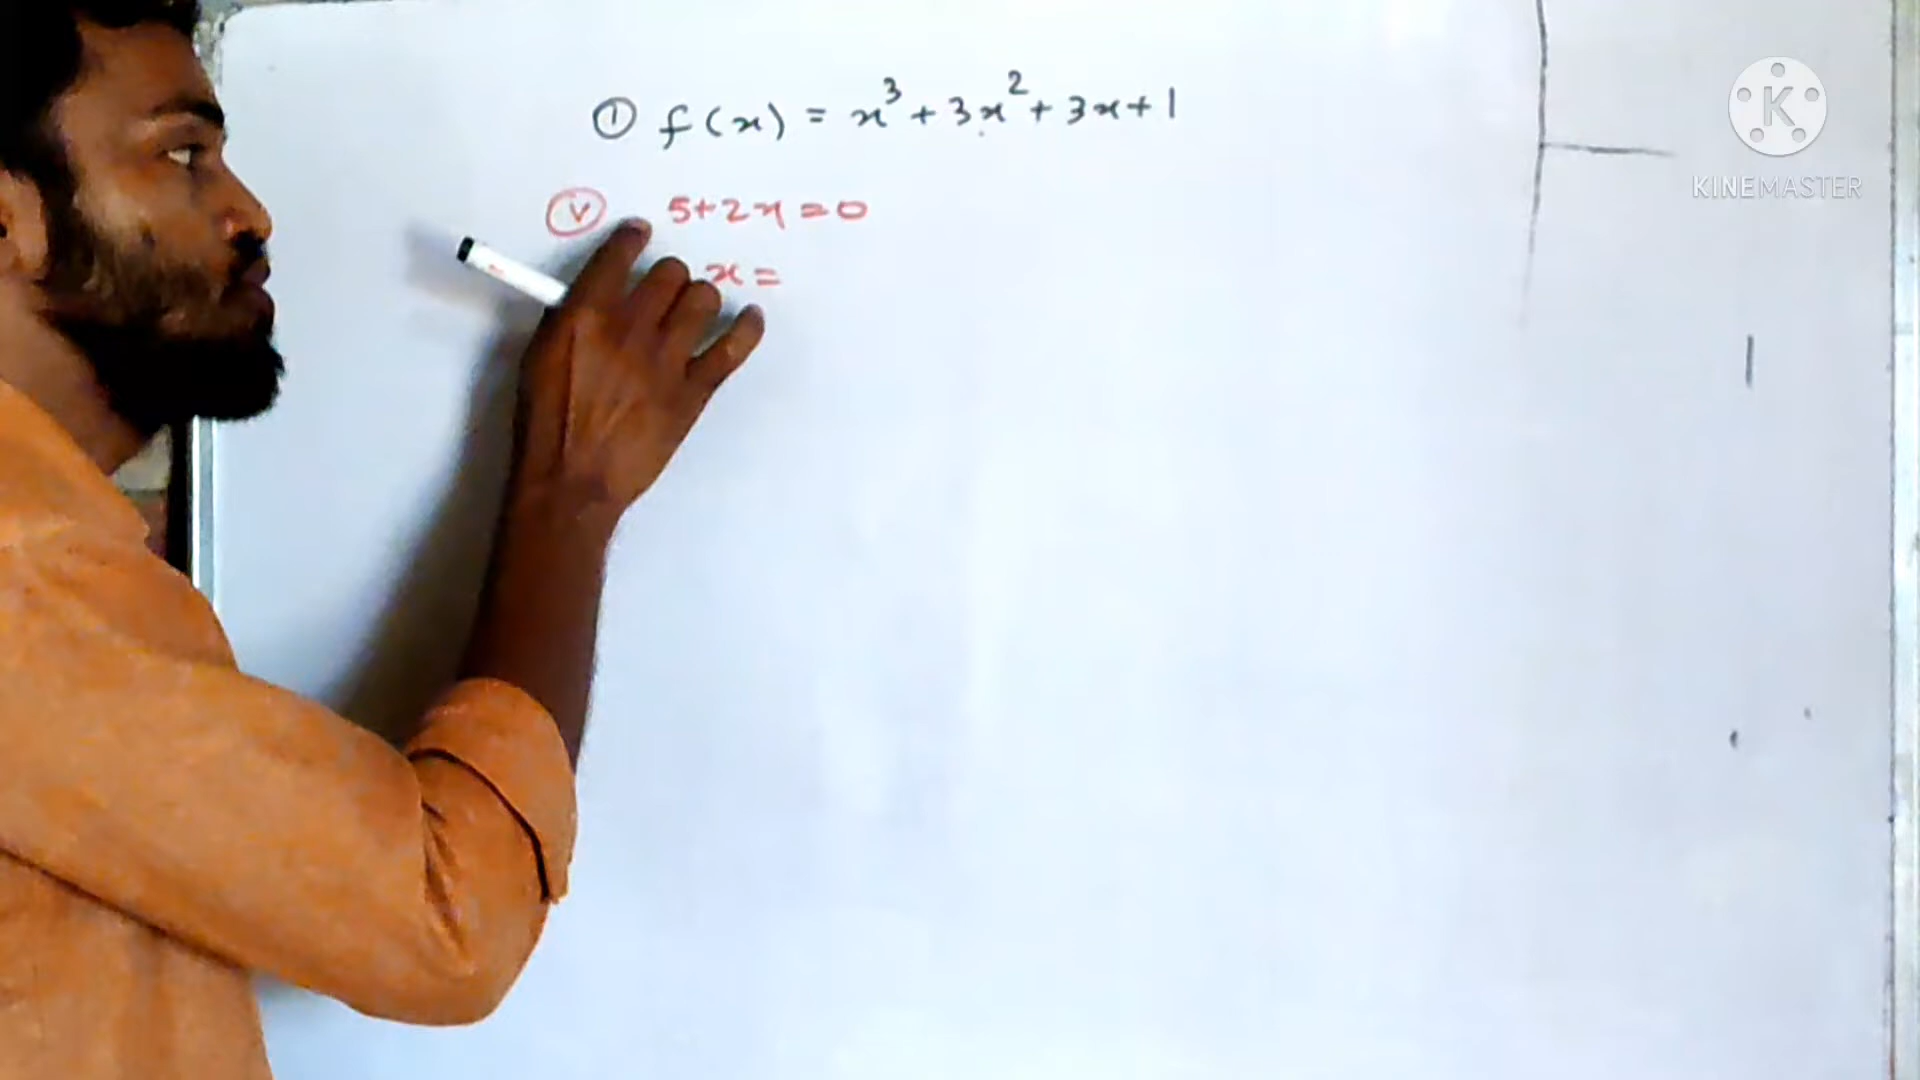 ① f(x) = x³ + 3x² + 3x + 1
Ⓥ 5+2x=0
x=
K
KINEMASTER